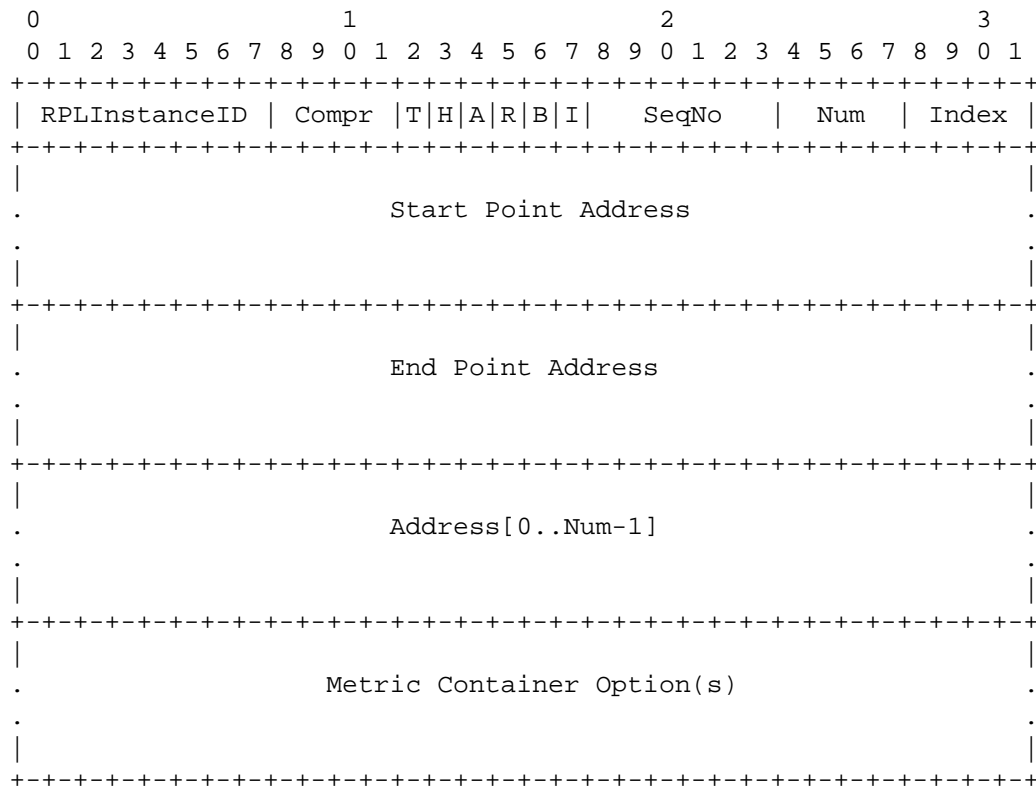 0                   1                   2                   3
 0 1 2 3 4 5 6 7 8 9 0 1 2 3 4 5 6 7 8 9 0 1 2 3 4 5 6 7 8 9 0 1
+-+-+-+-+-+-+-+-+-+-+-+-+-+-+-+-+-+-+-+-+-+-+-+-+-+-+-+-+-+-+-+-+
| RPLInstanceID | Compr |T|H|A|R|B|I|   SeqNo   |  Num  | Index |
+-+-+-+-+-+-+-+-+-+-+-+-+-+-+-+-+-+-+-+-+-+-+-+-+-+-+-+-+-+-+-+-+
|                                                               |
.                       Start Point Address                     .
.                                                               .
|                                                               |
+-+-+-+-+-+-+-+-+-+-+-+-+-+-+-+-+-+-+-+-+-+-+-+-+-+-+-+-+-+-+-+-+
|                                                               |
.                       End Point Address                       .
.                                                               .
|                                                               |
+-+-+-+-+-+-+-+-+-+-+-+-+-+-+-+-+-+-+-+-+-+-+-+-+-+-+-+-+-+-+-+-+
|                                                               |
.                       Address[0..Num-1]                       .
.                                                               .
|                                                               |
+-+-+-+-+-+-+-+-+-+-+-+-+-+-+-+-+-+-+-+-+-+-+-+-+-+-+-+-+-+-+-+-+
|                                                               |
.                   Metric Container Option(s)                  .
.                                                               .
|                                                               |
+-+-+-+-+-+-+-+-+-+-+-+-+-+-+-+-+-+-+-+-+-+-+-+-+-+-+-+-+-+-+-+-+